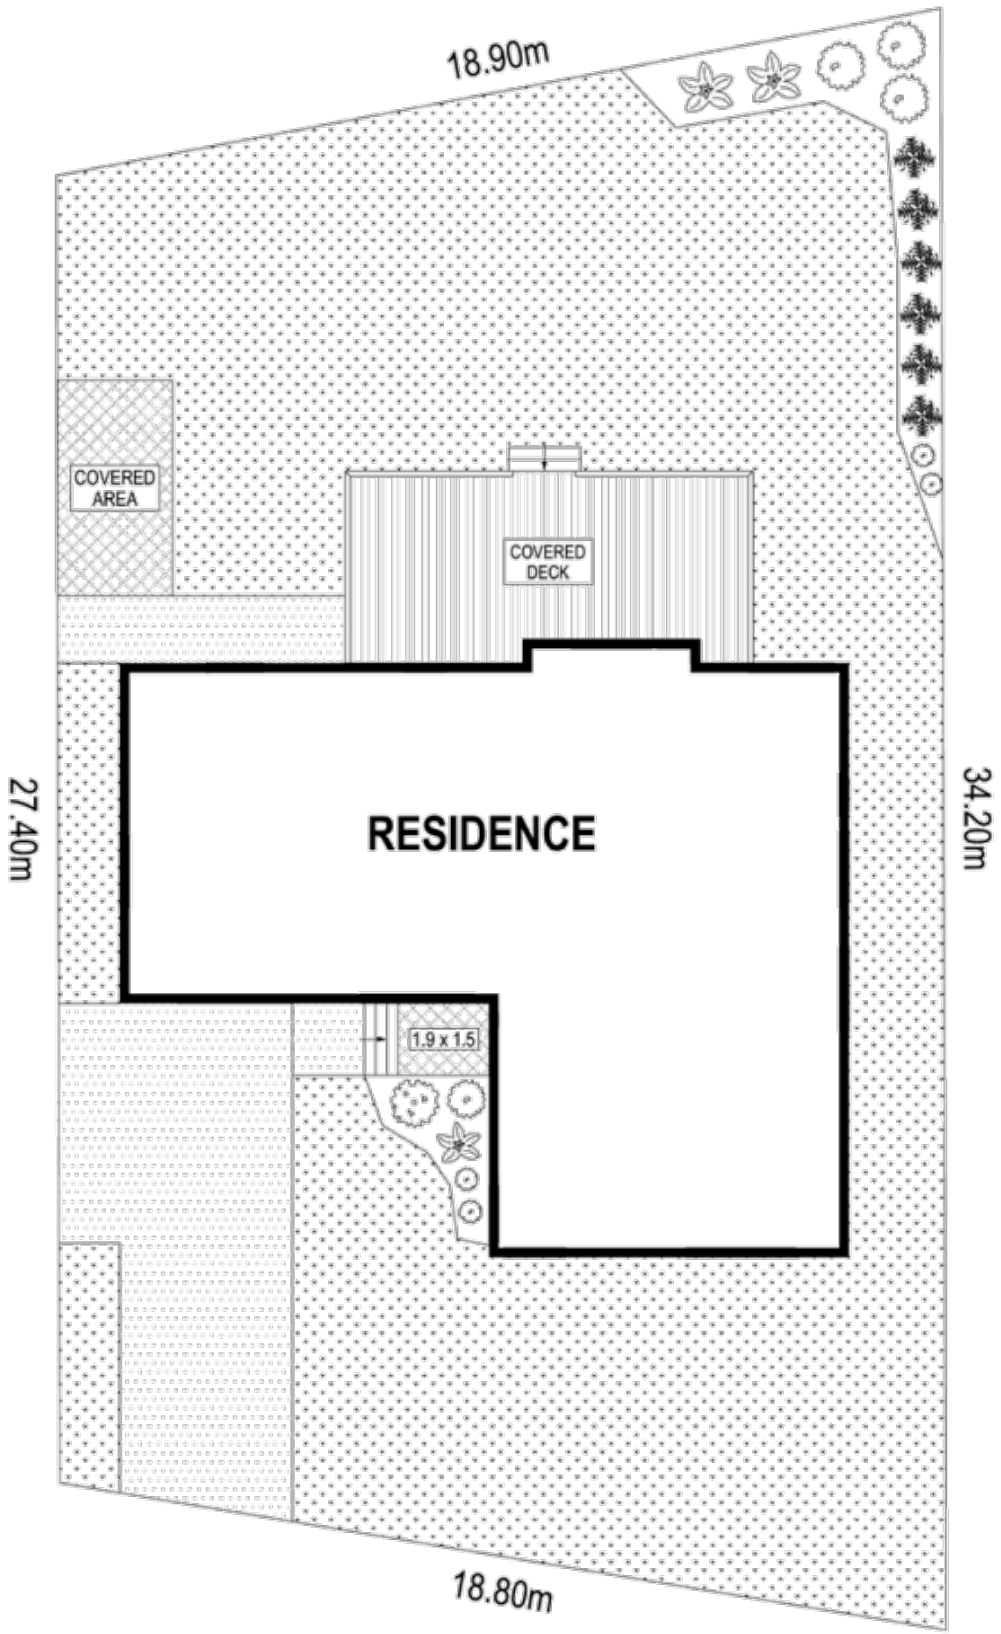 18.90m
COVERED
AREA
COVERED
DECK
RESIDENCE
27.40m
34.20m
1.9 x 1.5
18.80m